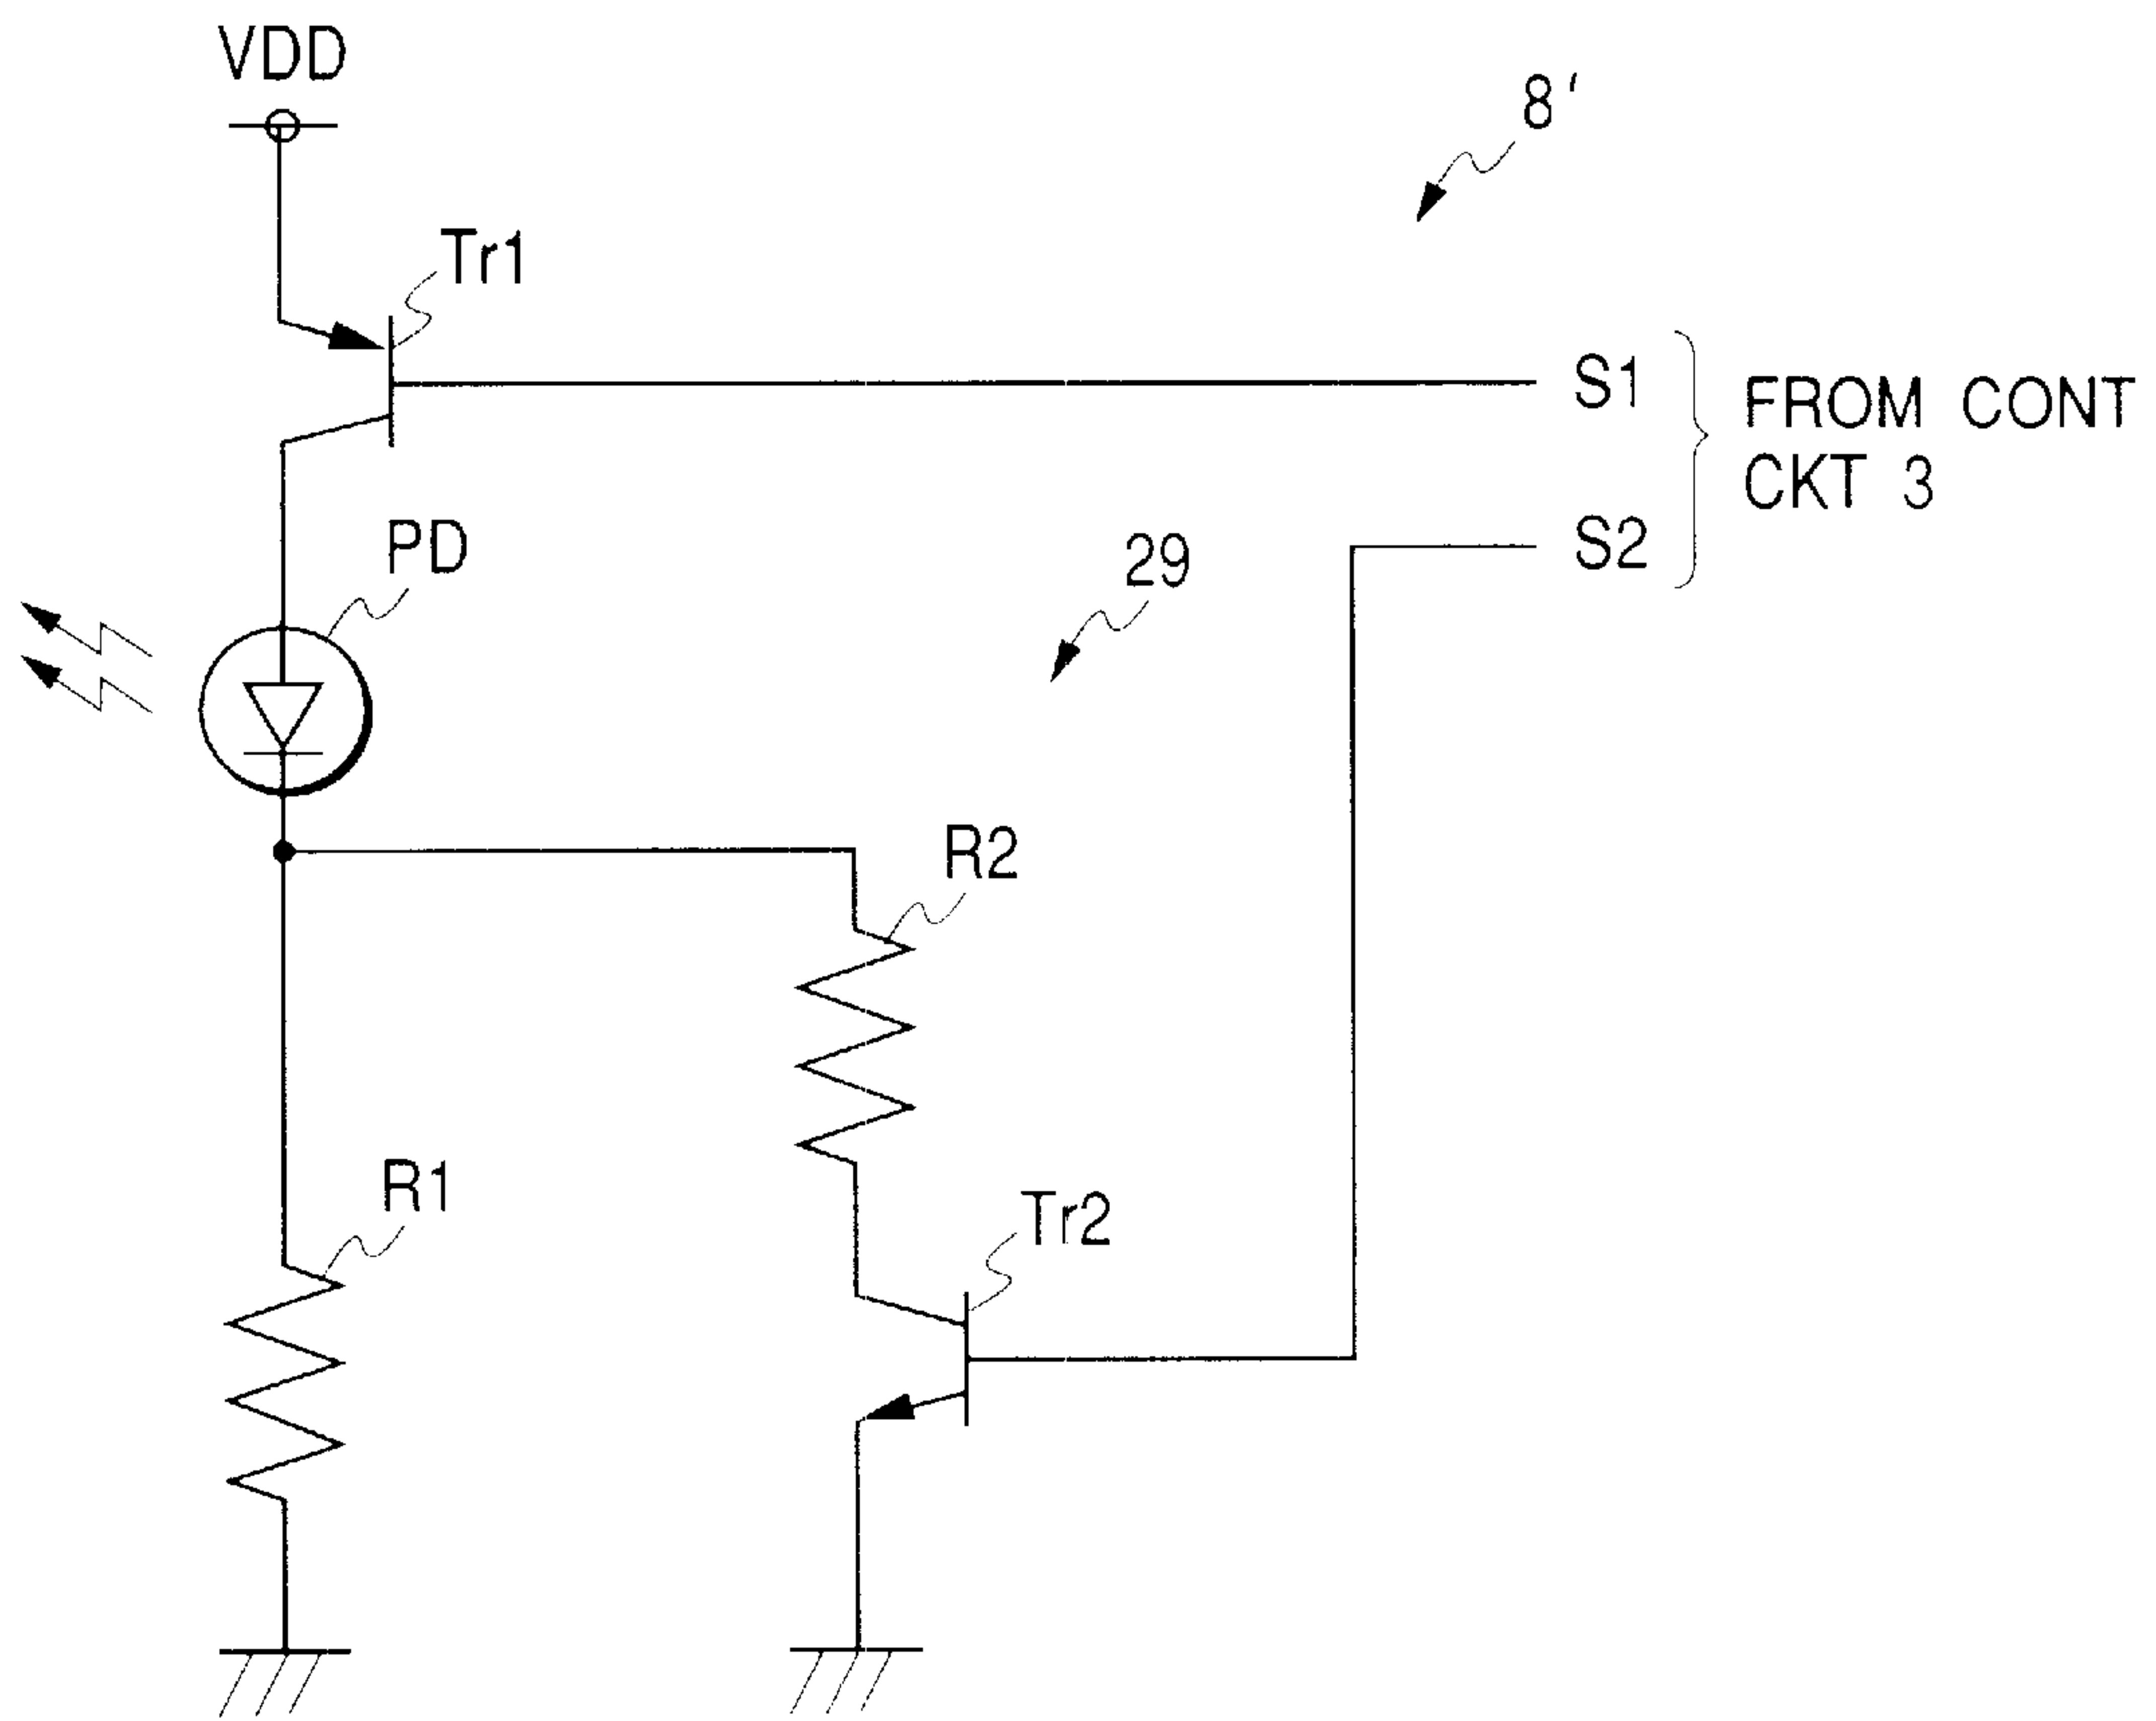 VDD
8'
Tr1
S1
FROM CONT
CKT 3
S2
PD
29
R2
R1
Tr2